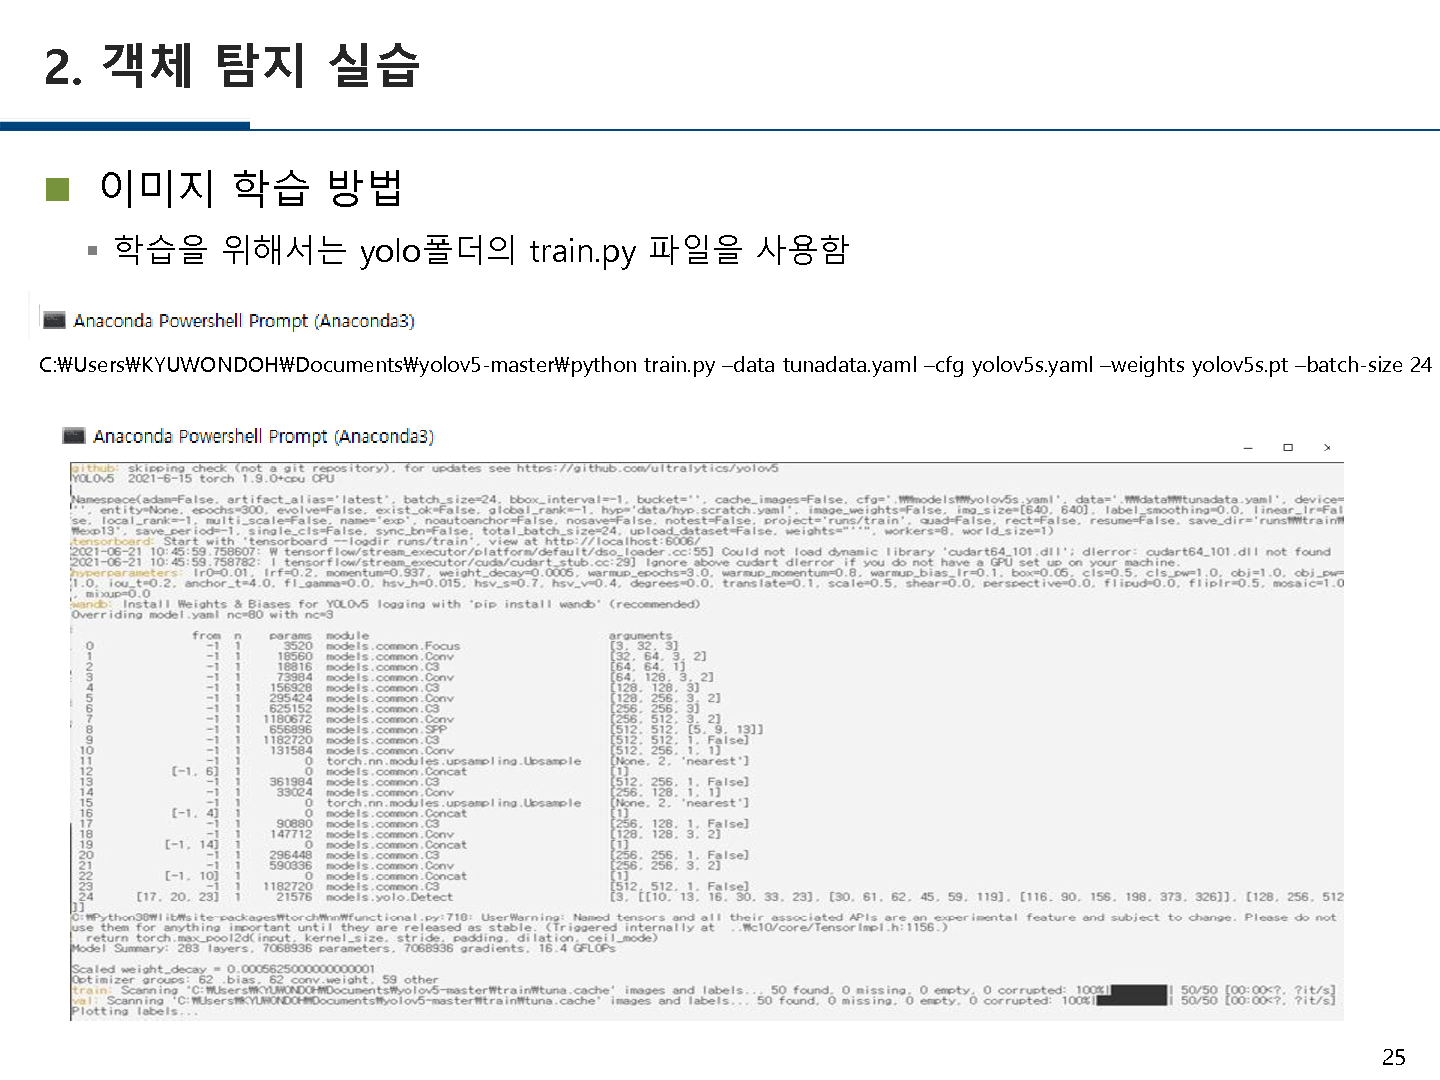 2. 객체 탐지 실습
이미지 학습 방법
학습을 위해서는 yolo폴더의 train.py 파일을 사용함
Anaconda Powershell Prompt (Anaconda3)
C:₩Users₩KYUWONDOH₩Documents₩yolov5-master₩python train.py –data tunadata.yaml –cfg yolov5s.yaml –weights yolov5s.pt –batch-size 24
Anaconda Powershell Prompt (Anaconda3)
github: skipping check (not a git repository), for updates see https://github.com/ultralytics/yolov5
YOLOv5  2021-6-15 torch 1.9.0+cpu CPU
Namespace(adam=False, artifact_alias='latest', batch_size=24, bbox_interval=-1, bucket='', cache_images=False, cfg='.₩₩models₩₩yolov5s.yaml', data='.₩₩data₩₩tunadata.yaml', device=
'', entity=None, epochs=300, evolve=False, exist_ok=False, global_rank=-1, hyp='data/hyp.scratch.yaml', image_weights=False, img_size=[640, 640], label_smoothing=0.0, linear_lr=Fal
se, local_rank=-1, multi_scale=False, name='exp', noautoanchor=False, nosave=False, notest=False, project='runs/train', quad=False, rect=False, resume=False, save_dir='runs₩₩train₩
₩exp13', save_period=-1, single_cls=False, sync_bn=False, total_batch_size=24, upload_dataset=False, weights="''", workers=8, world_size=1)
tensorboard: Start with 'tensorboard --logdir runs/train', view at http://localhost:6006/
2021-06-21 10:45:59.758607: W tensorflow/stream_executor/platform/default/dso_loader.cc:55] Could not load dynamic library 'cudart64_101.dll'; dlerror: cudart64_101.dll not found
2021-06-21 10:45:59.758782: I tensorflow/stream_executor/cuda/cudart_stub.cc:29] Ignore above cudart dlerror if you do not have a GPU set up on your machine.
hyperparameters: lr0=0.01, lrf=0.2, momentum=0.937, weight_decay=0.0005, warmup_epochs=3.0, warmup_momentum=0.8, warmup_bias_lr=0.1, box=0.05, cls=0.5, cls_pw=1.0, obj=1.0, obj_pw=
1.0, iou_t=0.2, anchor_t=4.0, fl_gamma=0.0, hsv_h=0.015, hsv_s=0.7, hsv_v=0.4, degrees=0.0, translate=0.1, scale=0.5, shear=0.0, perspective=0.0, flipud=0.0, fliplr=0.5, mosaic=1.0
, mixup=0.0
wandb: Install Weights & Biases for YOLOv5 logging with 'pip install wandb' (recommended)
Overriding model.yaml nc=80 with nc=3
from n params module arguments
0 -1 1 3520 models.common.Focus [3, 32, 3]
1 -1 1 18560 models.common.Conv [32, 64, 3, 2]
2 -1 1 18816 models.common.C3 [64, 64, 1]
3 -1 1 73984 models.common.Conv [64, 128, 3, 2]
4 -1 1 156928 models.common.C3 [128, 128, 3]
5 -1 1 295424 models.common.Conv [128, 256, 3, 2]
6 -1 1 625152 models.common.C3 [256, 256, 3]
7 -1 1 1180672 models.common.Conv [256, 512, 3, 2]
8 -1 1 656896 models.common.SPP [512, 512, [5, 9, 13]]
9 -1 1 1182720 models.common.C3 [512, 512, 1, False]
10 -1 1 131584 models.common.Conv [512, 256, 1, 1]
11 -1 1 0 torch.nn.modules.upsampling.Upsample [None, 2, 'nearest']
12 [-1, 6] 1 0 models.common.Concat [1]
13 -1 1 361984 models.common.C3 [512, 256, 1, False]
14 -1 1 33024 models.common.Conv [256, 128, 1, 1]
15 -1 1 0 torch.nn.modules.upsampling.Upsample [None, 2, 'nearest']
16 [-1, 4] 1 0 models.common.Concat [1]
17 -1 1 90880 models.common.C3 [256, 128, 1, False]
18 -1 1 147712 models.common.Conv [128, 128, 3, 2]
19 [-1, 14] 1 0 models.common.Concat [1]
20 -1 1 296448 models.common.C3 [256, 256, 1, False]
21 -1 1 590336 models.common.Conv [256, 256, 3, 2]
22 [-1, 10] 1 0 models.common.Concat [1]
23 -1 1 1182720 models.common.C3 [512, 512, 1, False]
24 [17, 20, 23] 1 21576 models.yolo.Detect [3, [[10, 13, 16, 30, 33, 23], [30, 61, 62, 45, 59, 119], [116, 90, 156, 198, 373, 326]], [128, 256, 512
]]
C:₩Python38₩lib₩site-packages₩torch₩nn₩functional.py:718: UserWarning: Named tensors and all their associated APIs are an experimental feature and subject to change. Please do not
use them for anything important until they are released as stable. (Triggered internally at  ..₩c10/core/TensorImpl.h:1156.)
return torch.max_pool2d(input, kernel_size, stride, padding, dilation, ceil_mode)
Model Summary: 283 layers, 7068936 parameters, 7068936 gradients, 16.4 GFLOPs
Scaled weight_decay = 0.0005625000000000001
Optimizer groups: 62 .bias, 62 conv.weight, 59 other
train: Scanning 'C:₩Users₩KYUWONDOH₩Documents₩yolov5-master₩train₩tuna.cache' images and labels... 50 found, 0 missing, 0 empty, 0 corrupted: 100%| | 50/50 [00:00<?, ?it/s]
val: Scanning 'C:₩Users₩KYUWONDOH₩Documents₩yolov5-master₩train₩tuna.cache' images and labels... 50 found, 0 missing, 0 empty, 0 corrupted: 100%| | 50/50 [00:00<?, ?it/s]
Plotting labels...
25